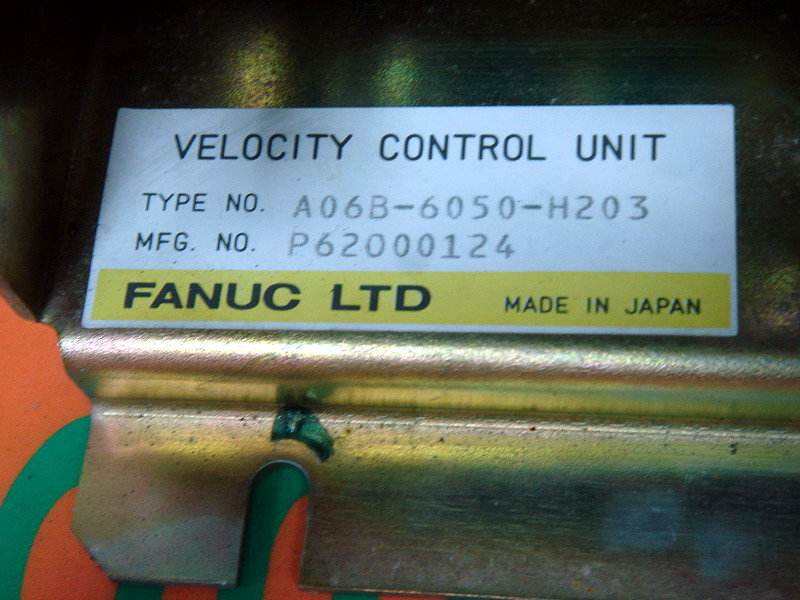 VELOCITY CONTROL UNIT
TYPE NO. A06B-6050-H203
MFG. NO. P62000124
FANUC LTD MADE IN JAPAN